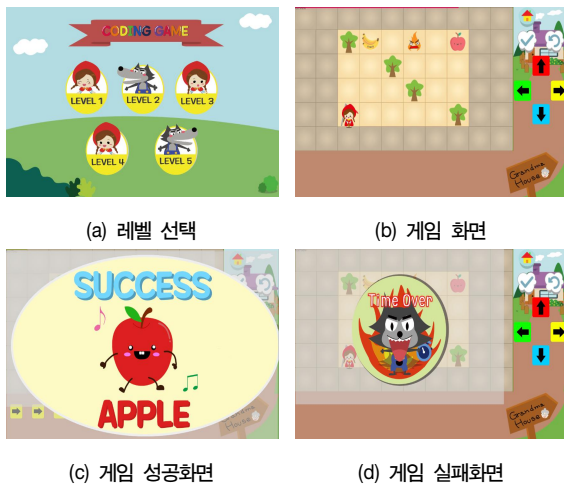 CODING GAME
LEVEL 1
LEVEL 2
LEVEL 3
LEVEL 4
LEVEL 5
Grandma
House
(a) 레벨 선택
(b) 게임 화면
SUCCESS
APPLE
Grandma
House
Time Over
Grandma
House
(c) 게임 성공화면
(d) 게임 실패화면